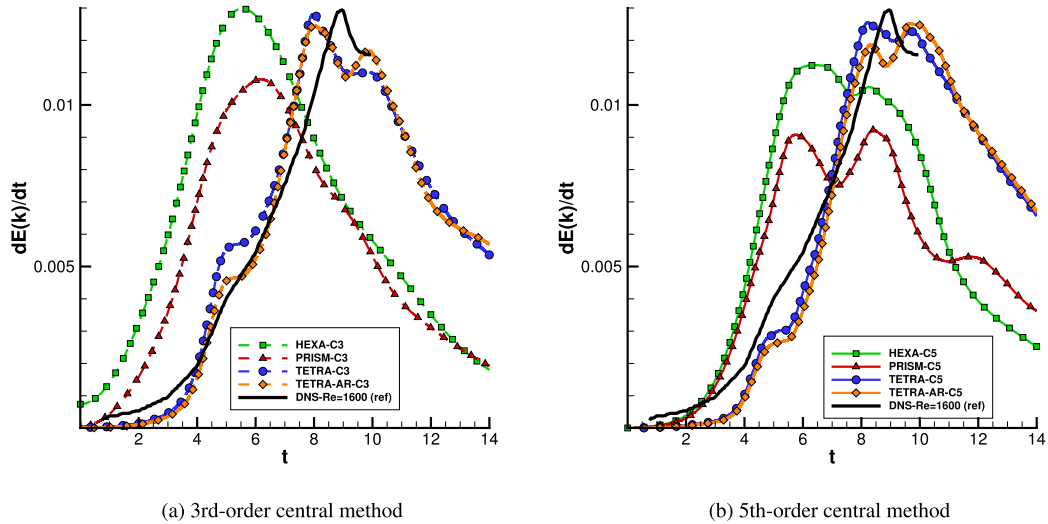 dE(k)/dt
0.01
0.005
2
4
6
8
10
12
14
t
HEXA-C3
PRISM-C3
TETRA-C3
TETRA-AR-C3
DNS-Re=1600 (ref)
(a) 3rd-order central method
dE(k)/dt
0.01
0.005
2
4
6
8
10
12
14
t
HEXA-C5
PRISM-C5
TETRA-C5
TETRA-AR-C5
DNS-Re=1600 (ref)
(b) 5th-order central method